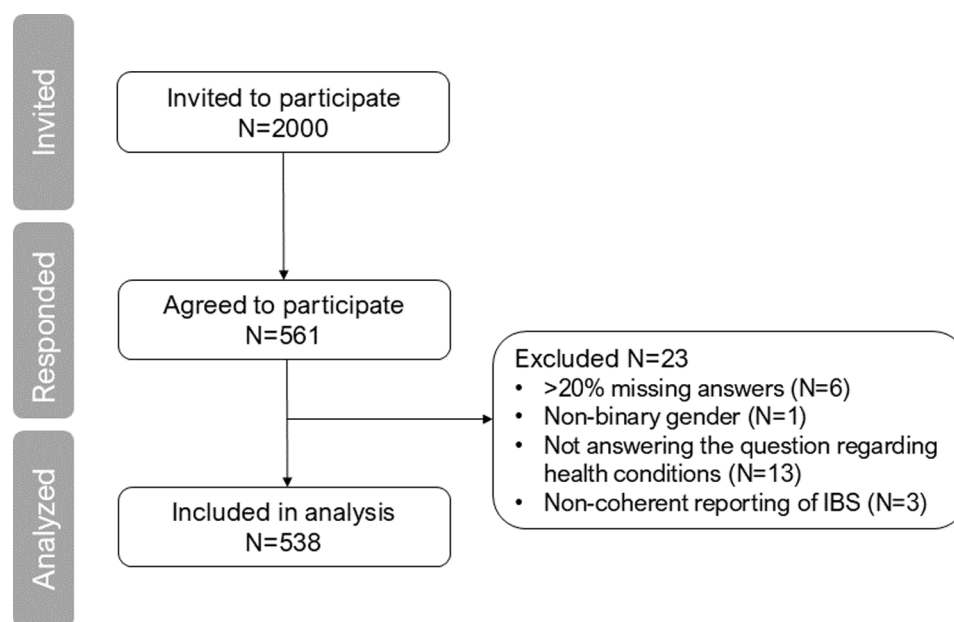 Invited
Invited to participate
N=2000
Responded
Agreed to participate
N=561
Excluded N=23
• >20% missing answers (N=6)
• Non-binary gender (N=1)
• Not answering the question regarding
health conditions (N=13)
• Non-coherent reporting of IBS (N=3)
Analyzed
Included in analysis
N=538